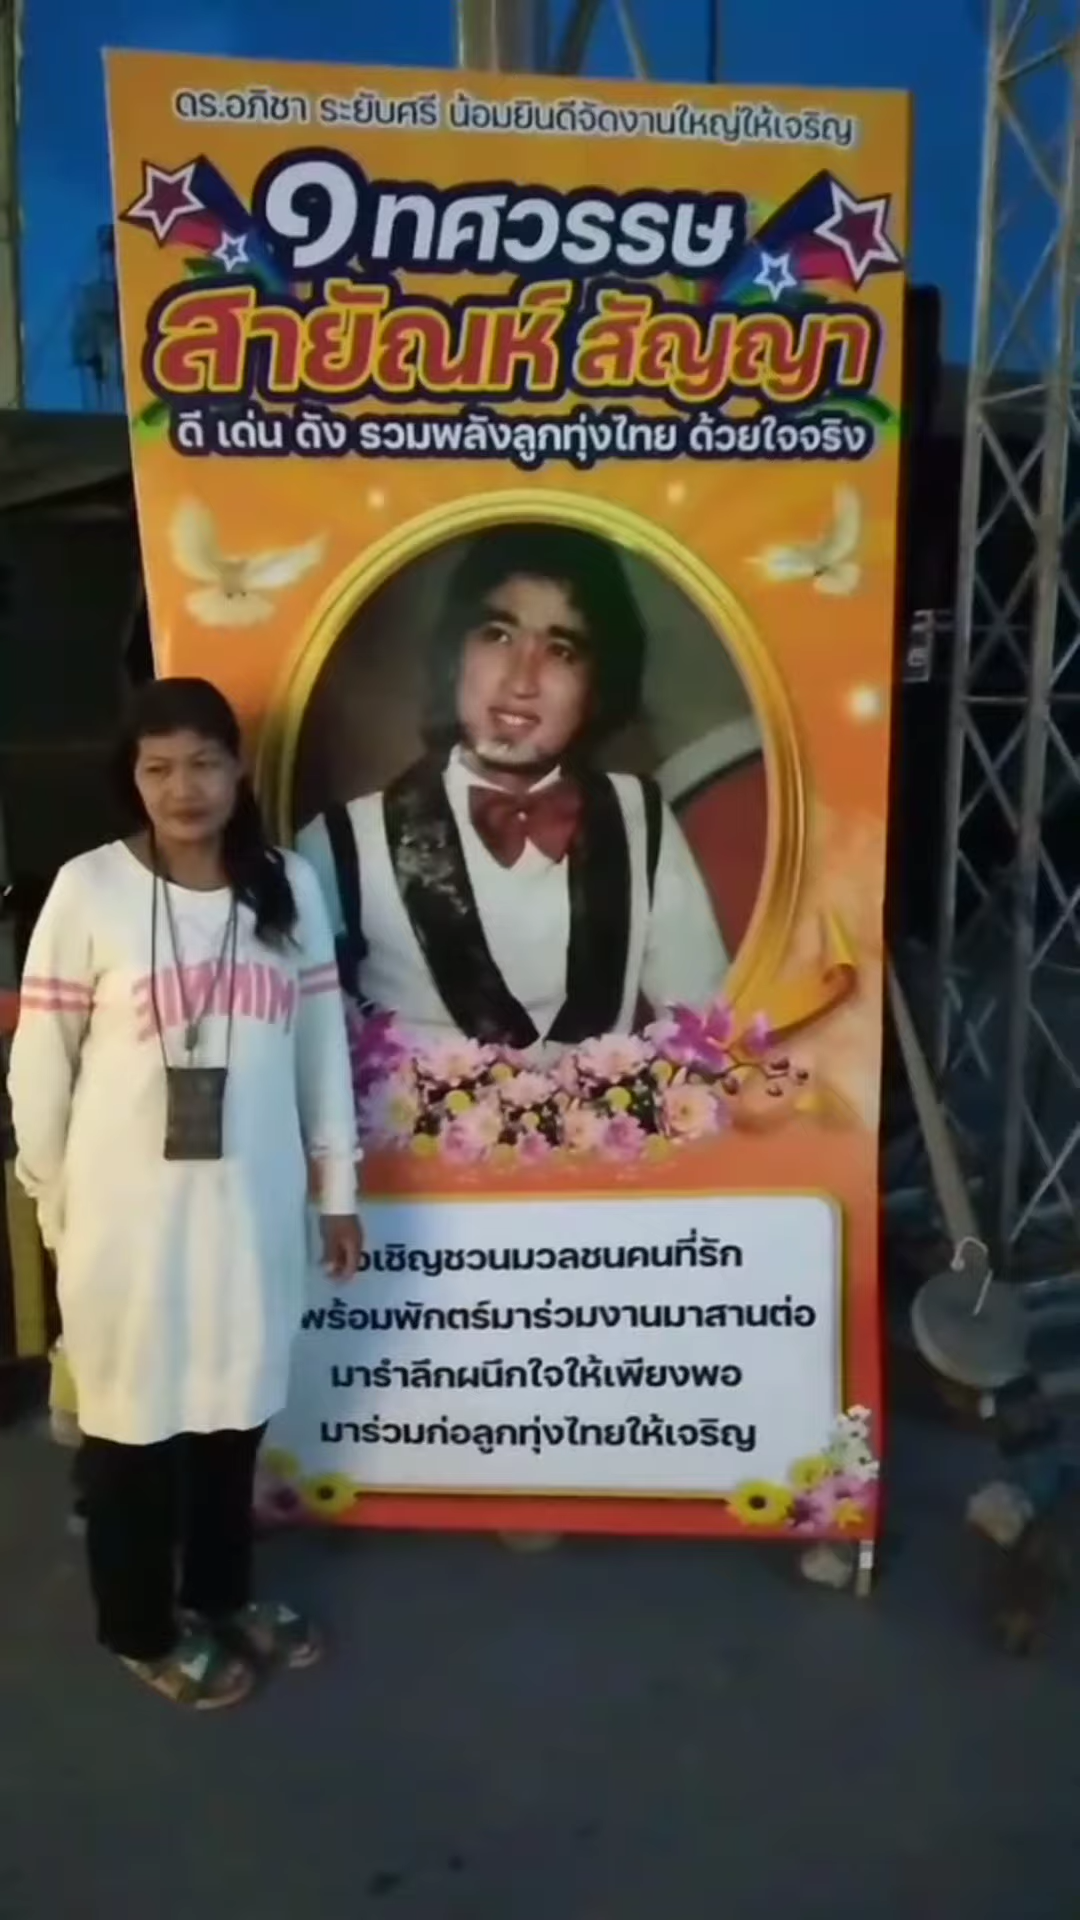 ดร.อภิชา ระยับศรี น้อมยินดีจัดงานใหญ่ให้เจริญ
๑ ทศวรรษ
สายัณห์ สัญญา
ดี เด่น ดัง รวมพลังลูกทุ่งไทย ด้วยใจจริง
MINNIE
เชิญชวนมวลชนคนที่รัก
พร้อมพักตร์มาร่วมงานมาสานต่อ
มารำลึกผนึกใจให้เพียงพอ
มาร่วมก่อลูกทุ่งไทยให้เจริญ